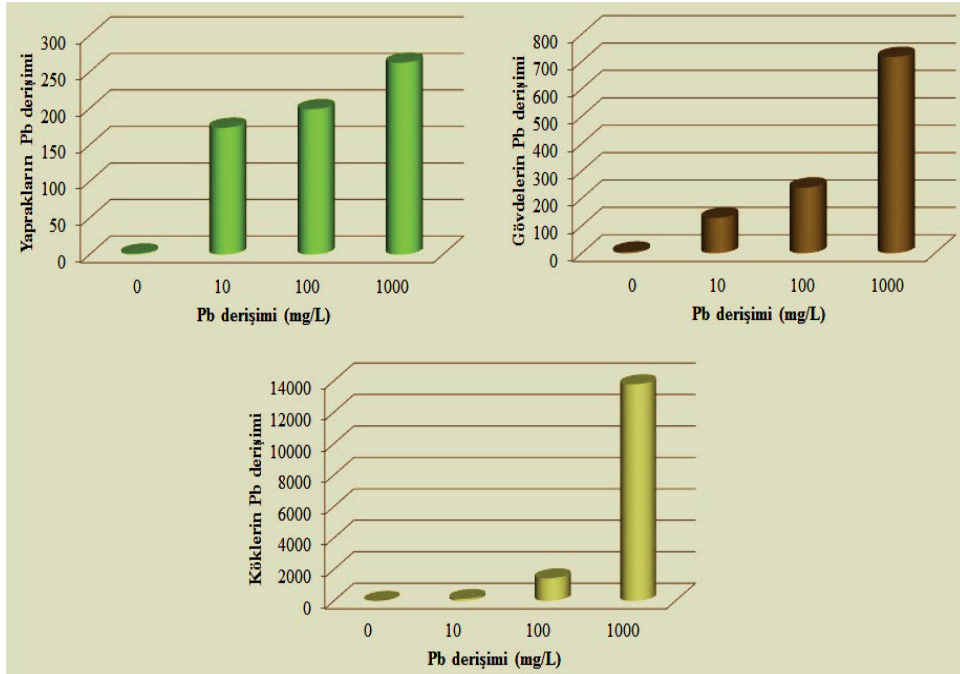 Yaprakların Pb derişimi
300
250
200
150
100
50
0
0 10 100 1000
Pb derişimi (mg/L)
Gövdelerin Pb derişimi
800
700
600
500
400
300
200
100
0
0 10 100 1000
Pb derişimi (mg/L)
Köklerin Pb derişimi
14000
12000
10000
8000
6000
4000
2000
0
0 10 100 1000
Pb derişimi (mg/L)